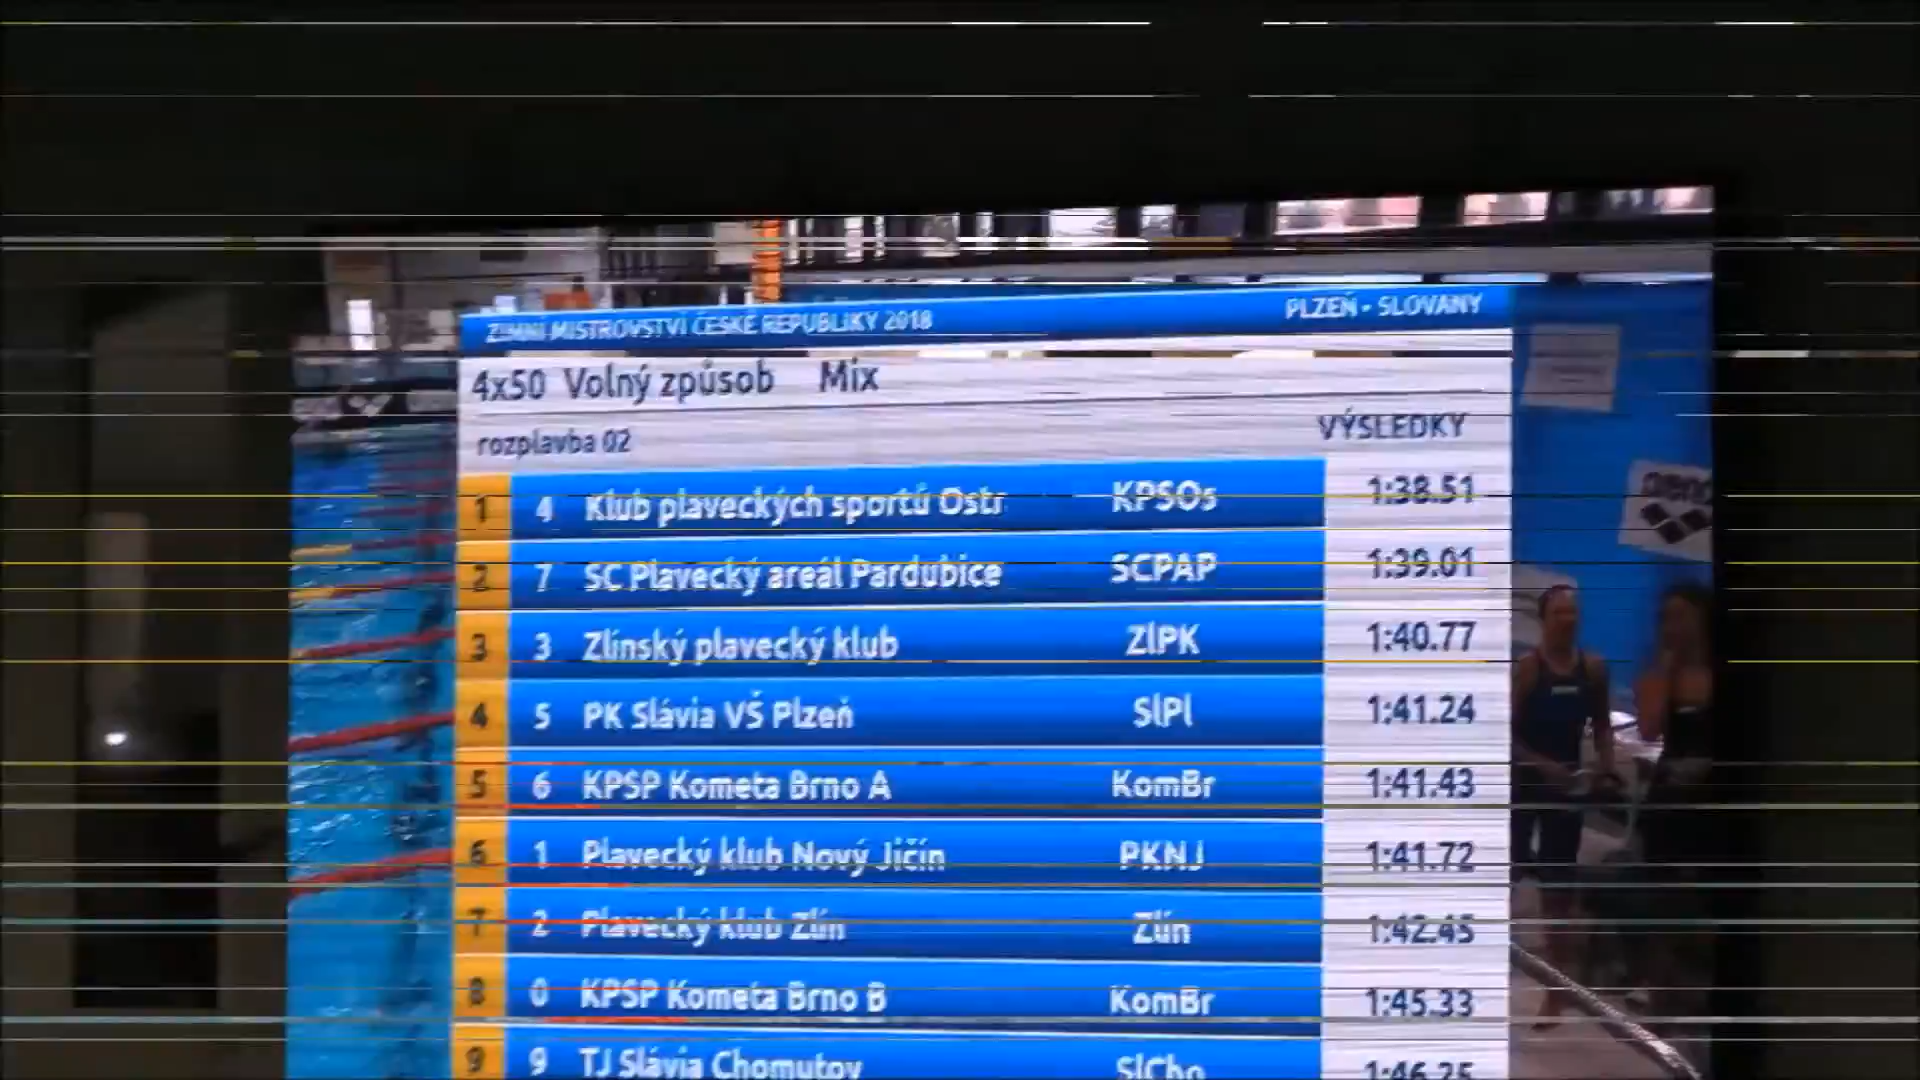 ZIMNÍ MISTROVSTVÍ ČESKÉ REPUBLIKY 2018 PLZEŇ - SLOVANY
4x50 Volný způsob Mix
VÝSLEDKY
rozplavba 02
1 4 Klub plaveckých sportů Ostr KPSOs 1:38.51
2 7 SC Plavecký areál Pardubice SCPAP 1:39.01
3 3 Zlínský plavecký klub ZlPK 1:40.77
4 5 PK Slávia VŠ Plzeň SlPl 1:41.24
5 6 KPSP Kometa Brno A KomBr 1:41.43
6 1 Plavecký klub Nový Jičín PKNJ 1:41.72
7 2 Plavecký klub Zlín Zlín 1:42.45
8 0 KPSP Kometa Brno B KomBr 1:45.33
9 9 TJ Slávia Chomutov SlCho 1:46.25
arena